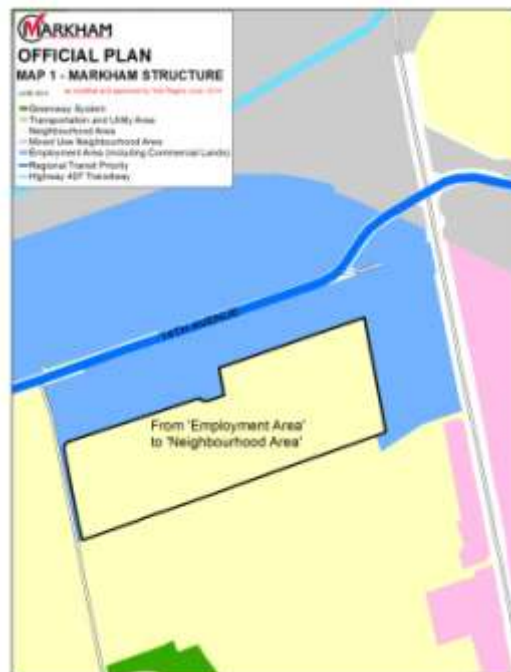 MARKHAM
OFFICIAL PLAN
MAP 1 - MARKHAM STRUCTURE
Greenway System
Transportation and Utility Area
Neighbourhood Area
Mixed Use Neighbourhood Area
Employment Area (including Commercial Lands)
Regional Transit Priority
Highway 407 Transitway
14TH AVENUE
From 'Employment Area'
to 'Neighbourhood Area'